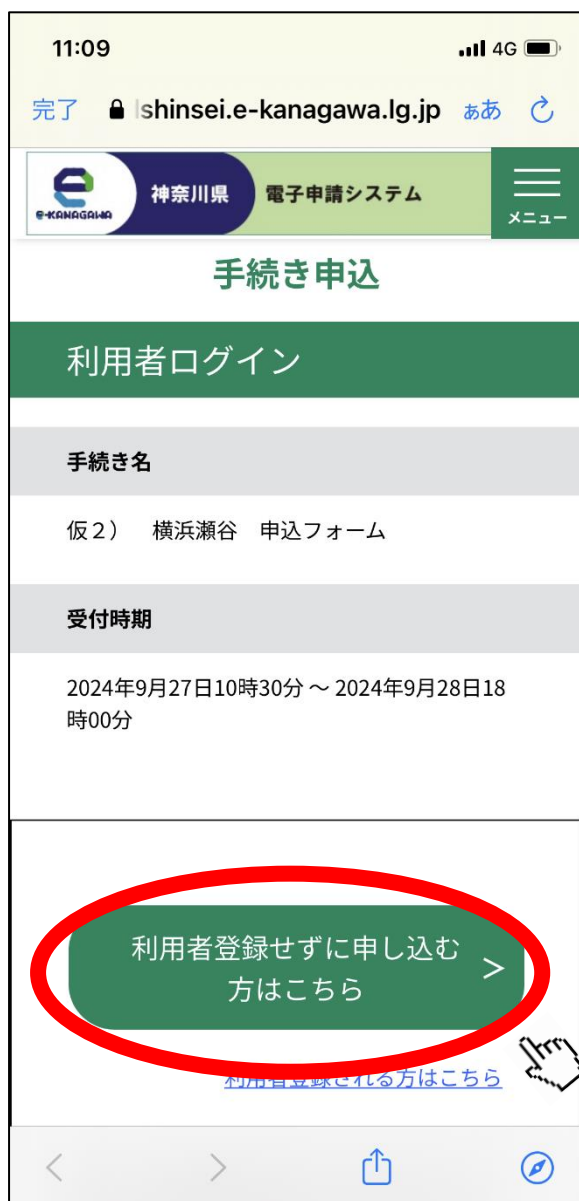 11:09 4G
完了 shinsei.e-kanagawa.lg.jp ああ
e-KANAGAWA 神奈川県 電子申請システム
メニュー
手続き申込
利用者ログイン
手続き名
仮２） 横浜瀬谷 申込フォーム
受付時期
2024年9月27日10時30分 ～ 2024年9月28日18
時00分
利用者登録せずに申し込む
方はこちら >
利用者登録される方はこちら